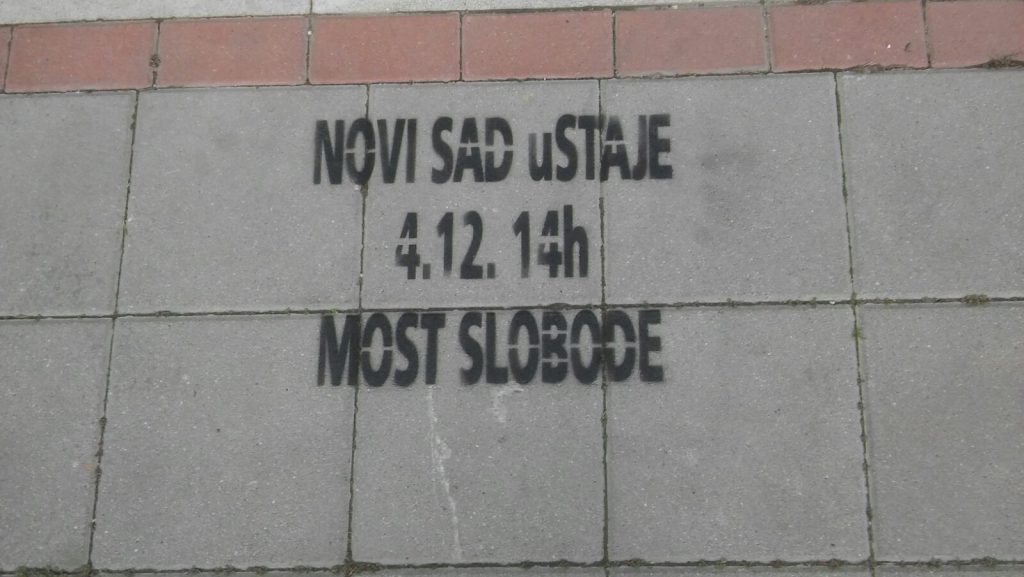 NOVI SAD uSTAJE
4.12. 14h
MOST SLOBODE